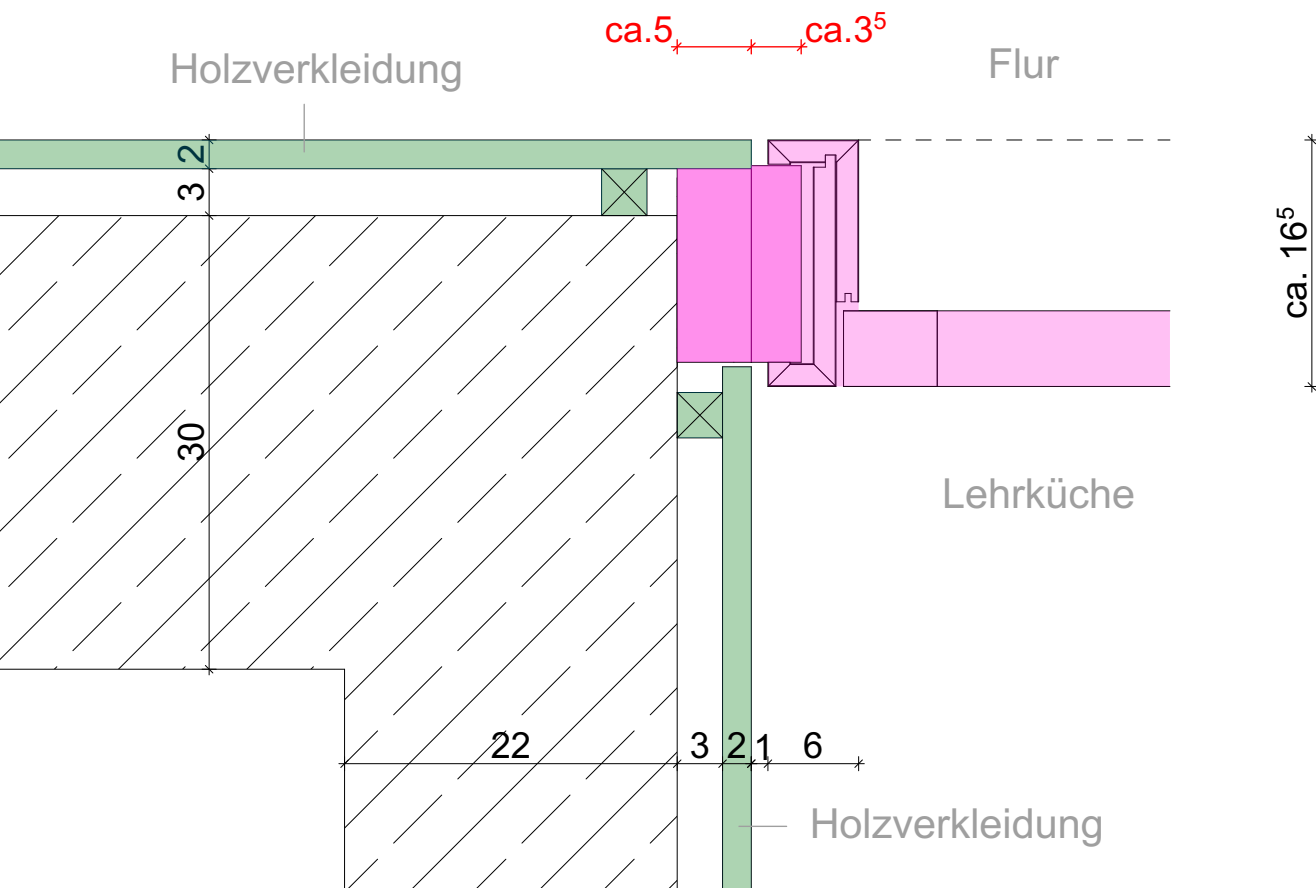 ca.5 ca.3⁵
Holzverkleidung
Flur
2
3
ca. 16⁵
30
Lehrküche
22 3 2 1 6
Holzverkleidung